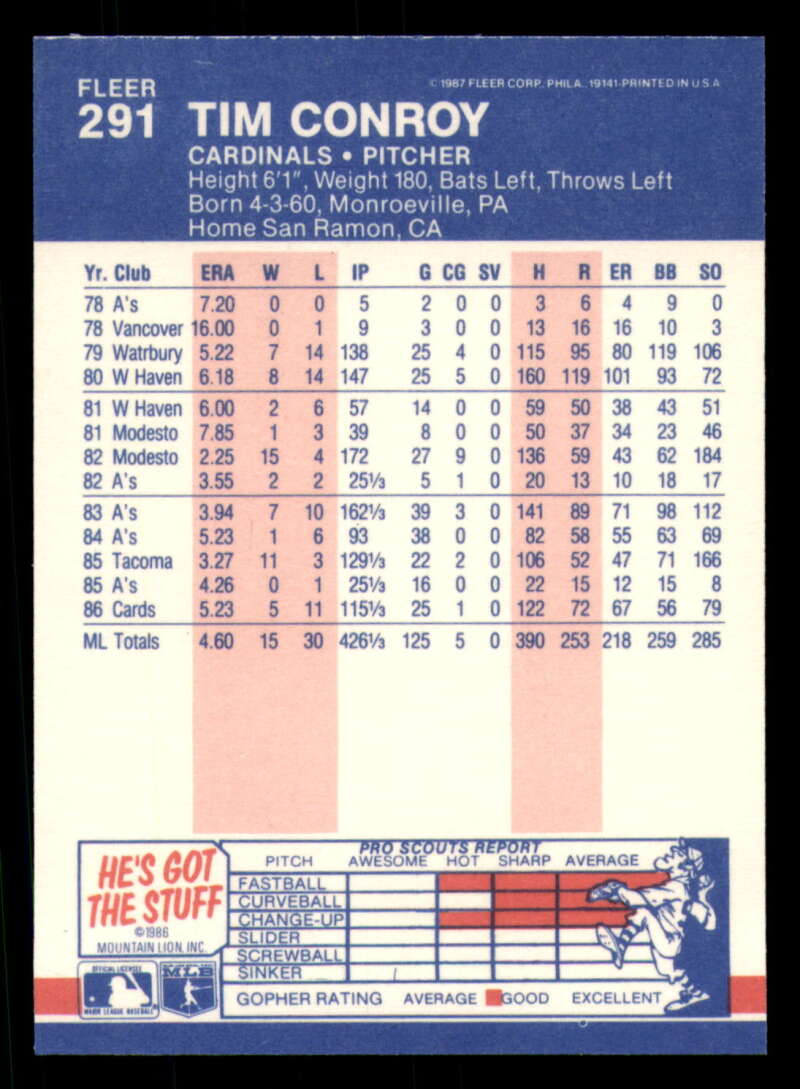 FLEER
291 TIM CONROY
© 1987 FLEER CORP. PHILA. 19141-PRINTED IN U.S.A
CARDINALS • PITCHER
Height 6'1", Weight 180, Bats Left, Throws Left
Born 4-3-60, Monroeville, PA
Home San Ramon, CA
Yr. Club ERA W L IP G CG SV H R ER BB SO
78 A's 7.20 0 0 5 2 0 0 3 6 4 9 0
78 Vancover 16.00 0 1 9 3 0 0 13 16 16 10 3
79 Watrbury 5.22 7 14 138 25 4 0 115 95 80 119 106
80 W Haven 6.18 8 14 147 25 5 0 160 119 101 93 72
81 W Haven 6.00 2 6 57 14 0 0 59 50 38 43 51
81 Modesto 7.85 1 3 39 8 0 0 50 37 34 23 46
82 Modesto 2.25 15 4 172 27 9 0 136 59 43 62 184
82 A's 3.55 2 2 25⅓ 5 1 0 20 13 10 18 17
83 A's 3.94 7 10 162⅓ 39 3 0 141 89 71 98 112
84 A's 5.23 1 6 93 38 0 0 82 58 55 63 69
85 Tacoma 3.27 11 3 129⅓ 22 2 0 106 52 47 71 166
85 A's 4.26 0 1 25⅓ 16 0 0 22 15 12 15 8
86 Cards 5.23 5 11 115⅓ 25 1 0 122 72 67 56 79
ML Totals 4.60 15 30 426⅓ 125 5 0 390 253 218 259 285
HE'S GOT
THE STUFF
©1986
MOUNTAIN LION, INC.
OFFICIAL LICENSEE
MAJOR LEAGUE BASEBALL
MLB
PRO SCOUTS REPORT
PITCH AWESOME HOT SHARP AVERAGE
FASTBALL
CURVEBALL
CHANGE-UP
SLIDER
SCREWBALL
SINKER
GOPHER RATING AVERAGE GOOD EXCELLENT